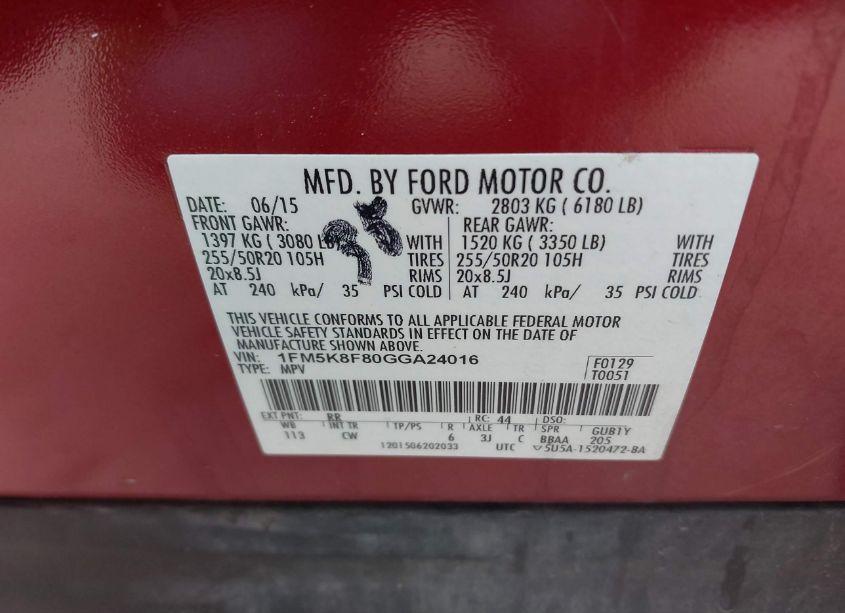 MFD. BY FORD MOTOR CO.
DATE: 06/15 GVWR: 2803 KG ( 6180 LB)
FRONT GAWR: REAR GAWR:
1397 KG ( 3080 LB) WITH 1520 KG ( 3350 LB) WITH
255/50R20 105H TIRES 255/50R20 105H TIRES
20x8.5J RIMS 20x8.5J RIMS
AT 240 kPa/ 35 PSI COLD AT 240 kPa/ 35 PSI COLD
THIS VEHICLE CONFORMS TO ALL APPLICABLE FEDERAL MOTOR
VEHICLE SAFETY STANDARDS IN EFFECT ON THE DATE OF
MANUFACTURE SHOWN ABOVE.
VIN: 1FM5K8F80GGA24016 F0129
TYPE: MPV T0051
EXT PNT: RR RC: 44 DSO:
WB INT TR TP/PS R AXLE TR SPR GUB1Y
113 CW 6 3J C BBAA 205
1201506202033 UTC 5U5A-1520472-BA